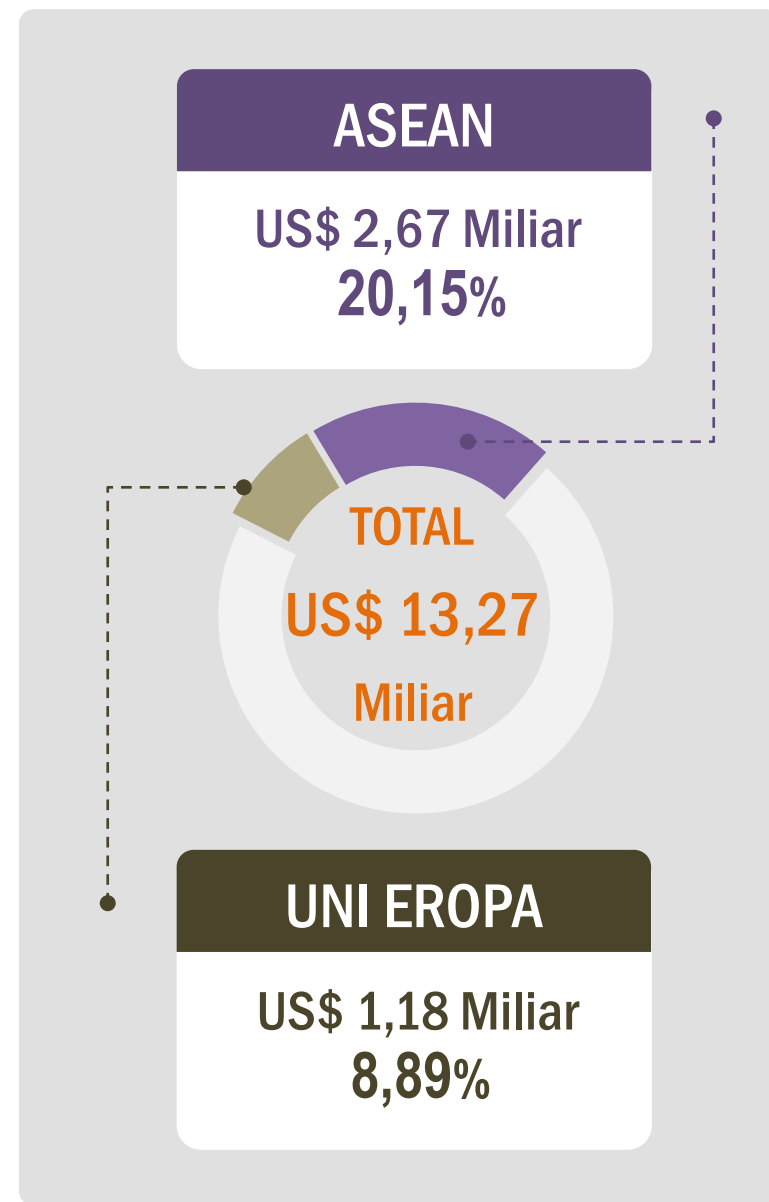 ASEAN
US$ 2,67 Miliar
20,15%
TOTAL
US$ 13,27
Miliar
UNI EROPA
US$ 1,18 Miliar
8,89%